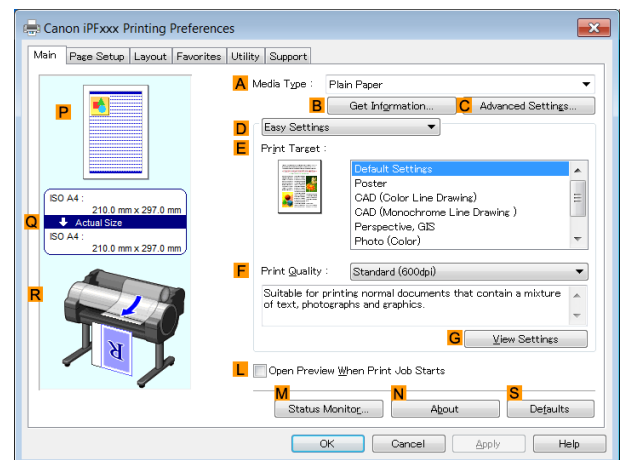 Canon iPFxxx Printing Preferences
Main Page Setup Layout Favorites Utility Support
A Media Type : Plain Paper
B Get Information... C Advanced Settings...
D Easy Settings
E Print Target :
Default Settings
Poster
CAD (Color Line Drawing)
CAD (Monochrome Line Drawing )
Perspective, GIS
Photo (Color)
P
ISO A4 :
210.0 mm x 297.0 mm
Q Actual Size
ISO A4 :
210.0 mm x 297.0 mm
R
F Print Quality : Standard (600dpi)
Suitable for printing normal documents that contain a mixture
of text, photographs and graphics.
G View Settings
L Open Preview When Print Job Starts
M N S
Status Monitor... About Defaults
OK Cancel Apply Help